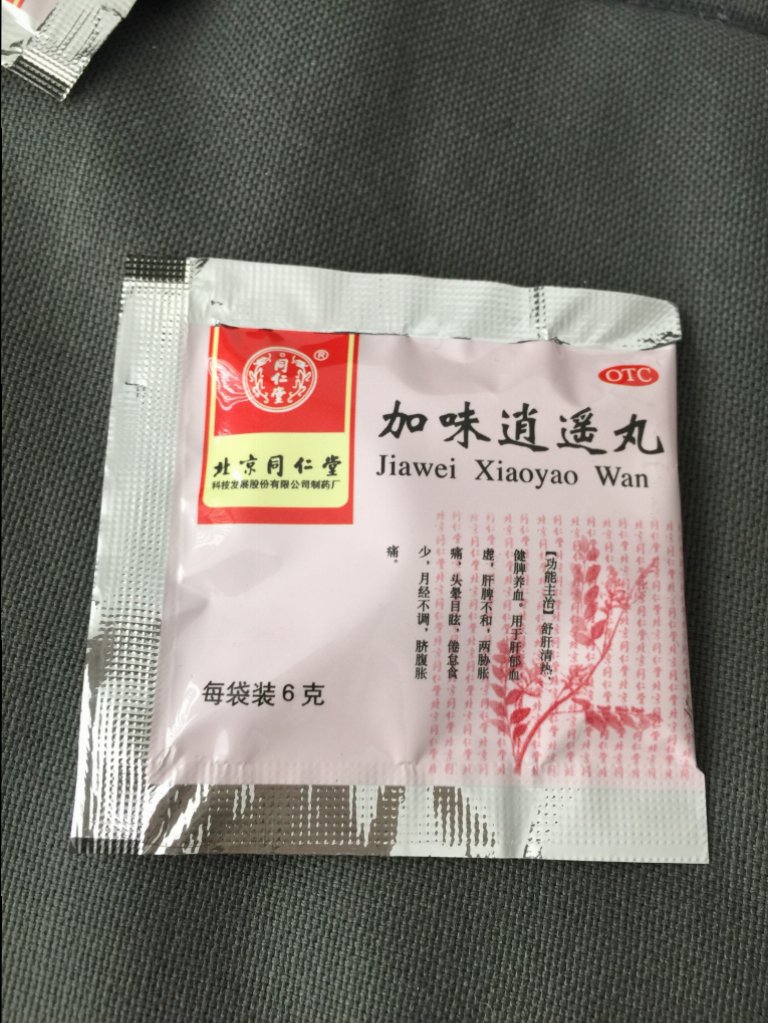 同仁堂
®
北京同仁堂
科技发展股份有限公司制药厂
OTC
加味逍遥丸
Jiawei Xiaoyao Wan
【功能主治】舒肝清热，
健脾养血。用于肝郁血
虚，肝脾不和，两胁胀
痛，头晕目眩，倦怠食
少，月经不调，脐腹胀
痛。
每袋装6克